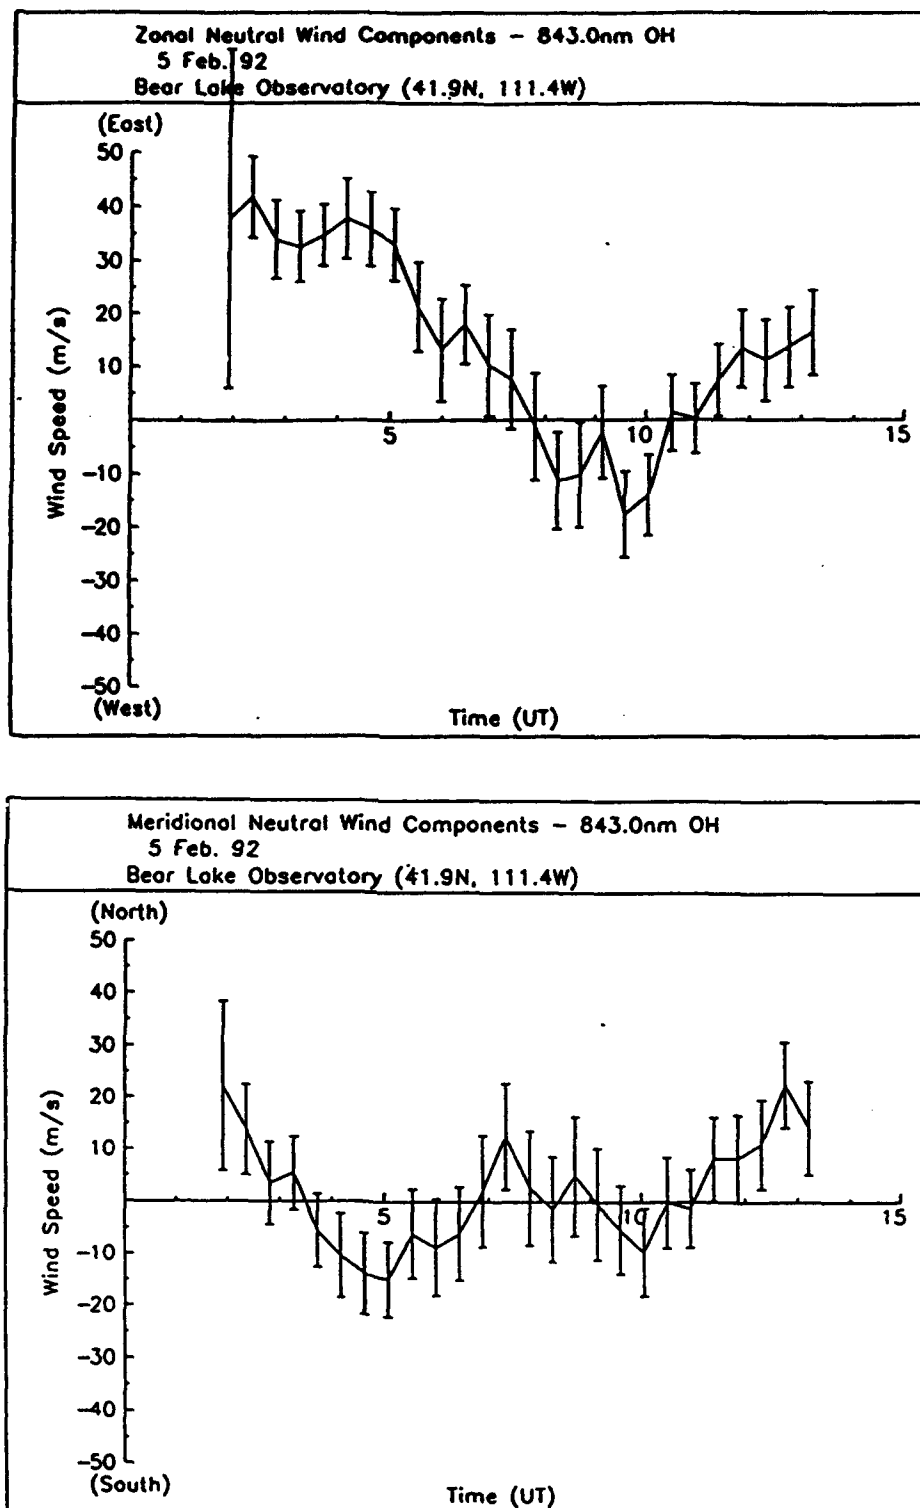 Zonal Neutral Wind Components - 843.0nm OH
5 Feb. 92
Bear Lake Observatory (41.9N, 111.4W)
(East)
50
40
30
20
10
5
10
15
-10
-20
-30
-40
-50
(West)
Wind Speed (m/s)
Time (UT)
Meridional Neutral Wind Components - 843.0nm OH
5 Feb. 92
Bear Lake Observatory (41.9N, 111.4W)
(North)
50
40
30
20
10
5
10
15
-10
-20
-30
-40
-50
(South)
Wind Speed (m/s)
Time (UT)